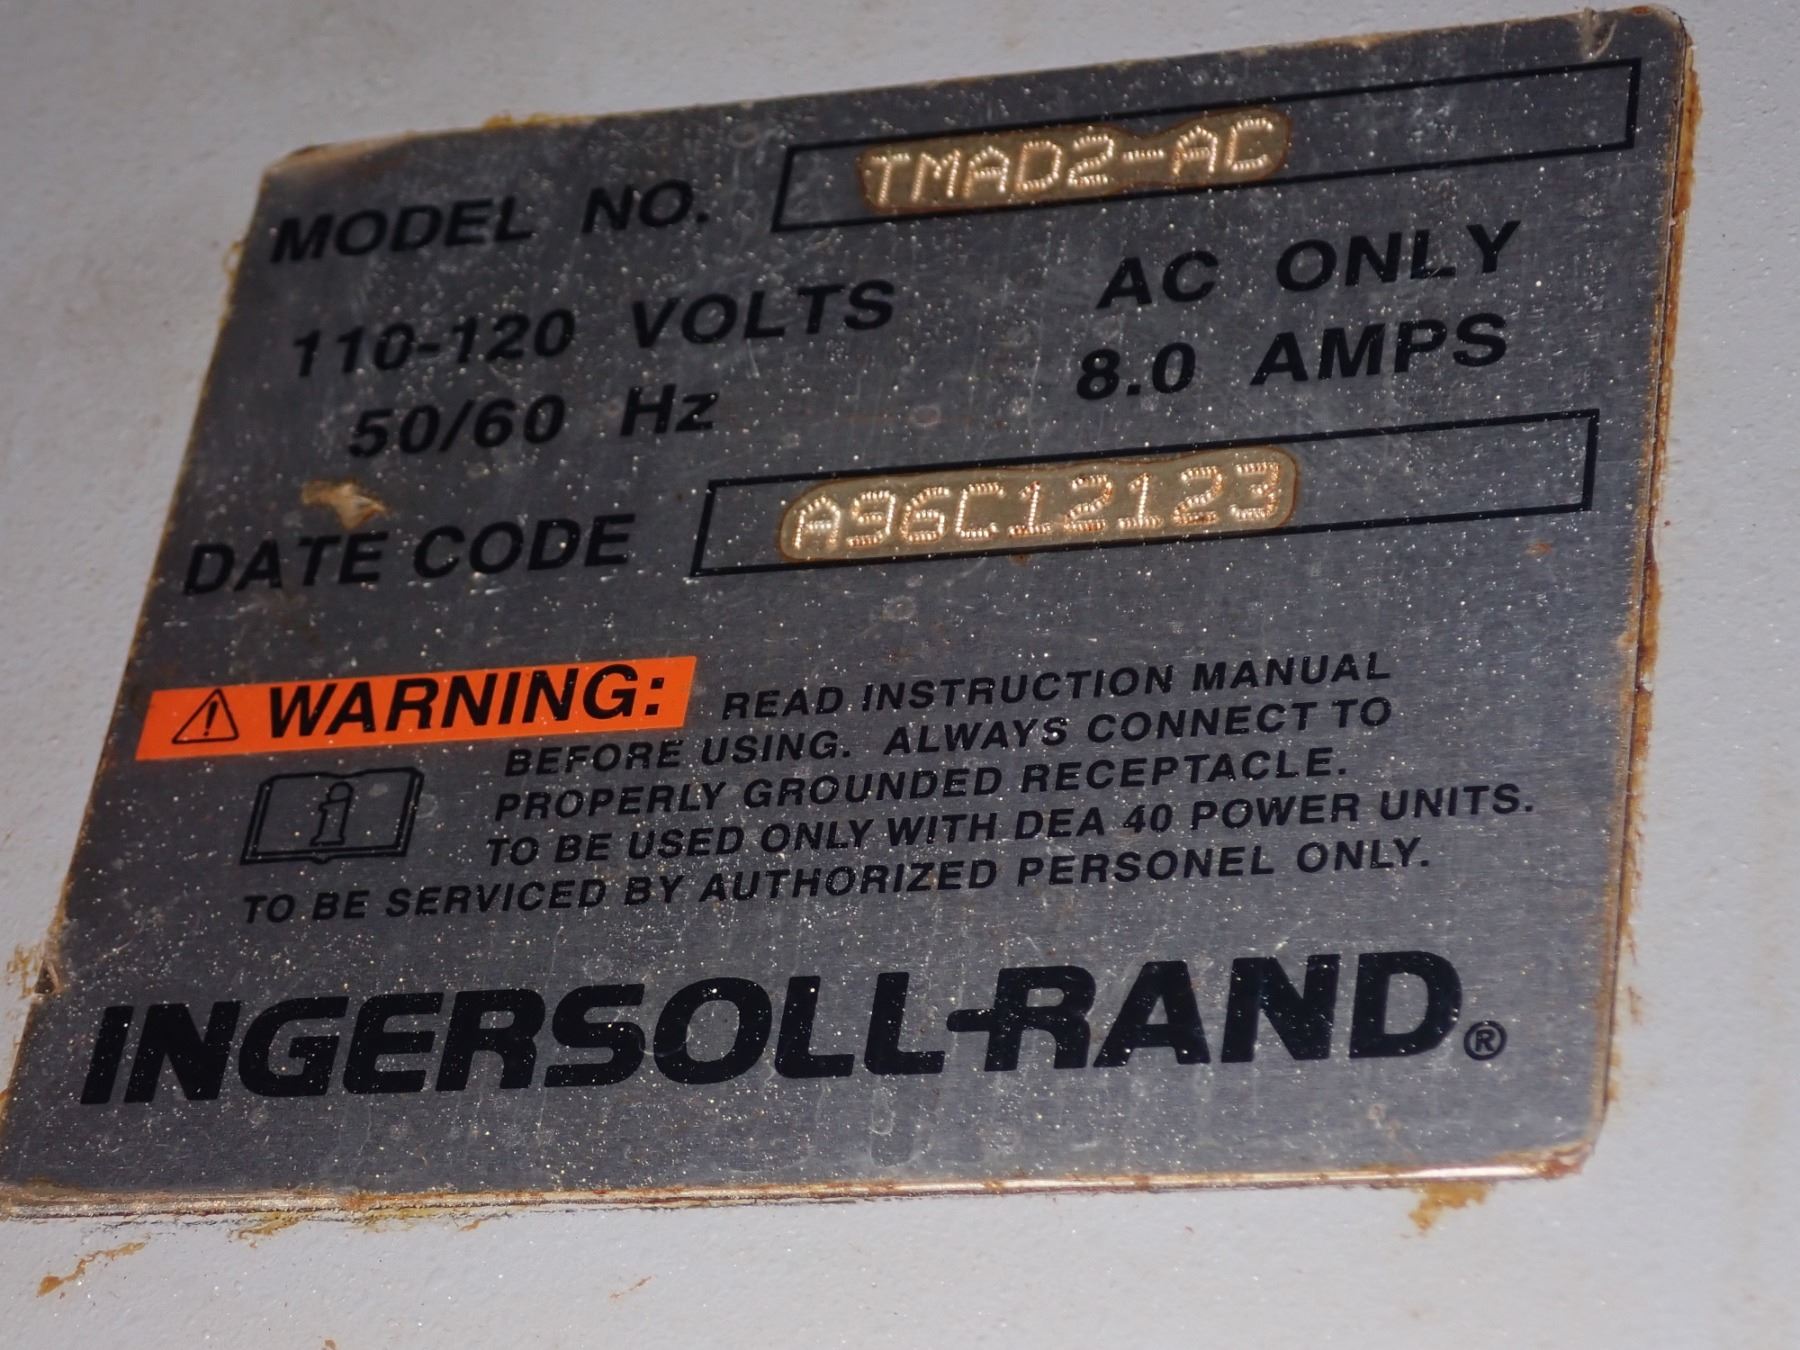 MODEL NO. TMAD2-AC
110-120 VOLTS AC ONLY
50/60 Hz 8.0 AMPS
DATE CODE A96C12123
WARNING: READ INSTRUCTION MANUAL
BEFORE USING. ALWAYS CONNECT TO
PROPERLY GROUNDED RECEPTACLE.
TO BE USED ONLY WITH DEA 40 POWER UNITS.
TO BE SERVICED BY AUTHORIZED PERSONEL ONLY.
INGERSOLL-RAND®